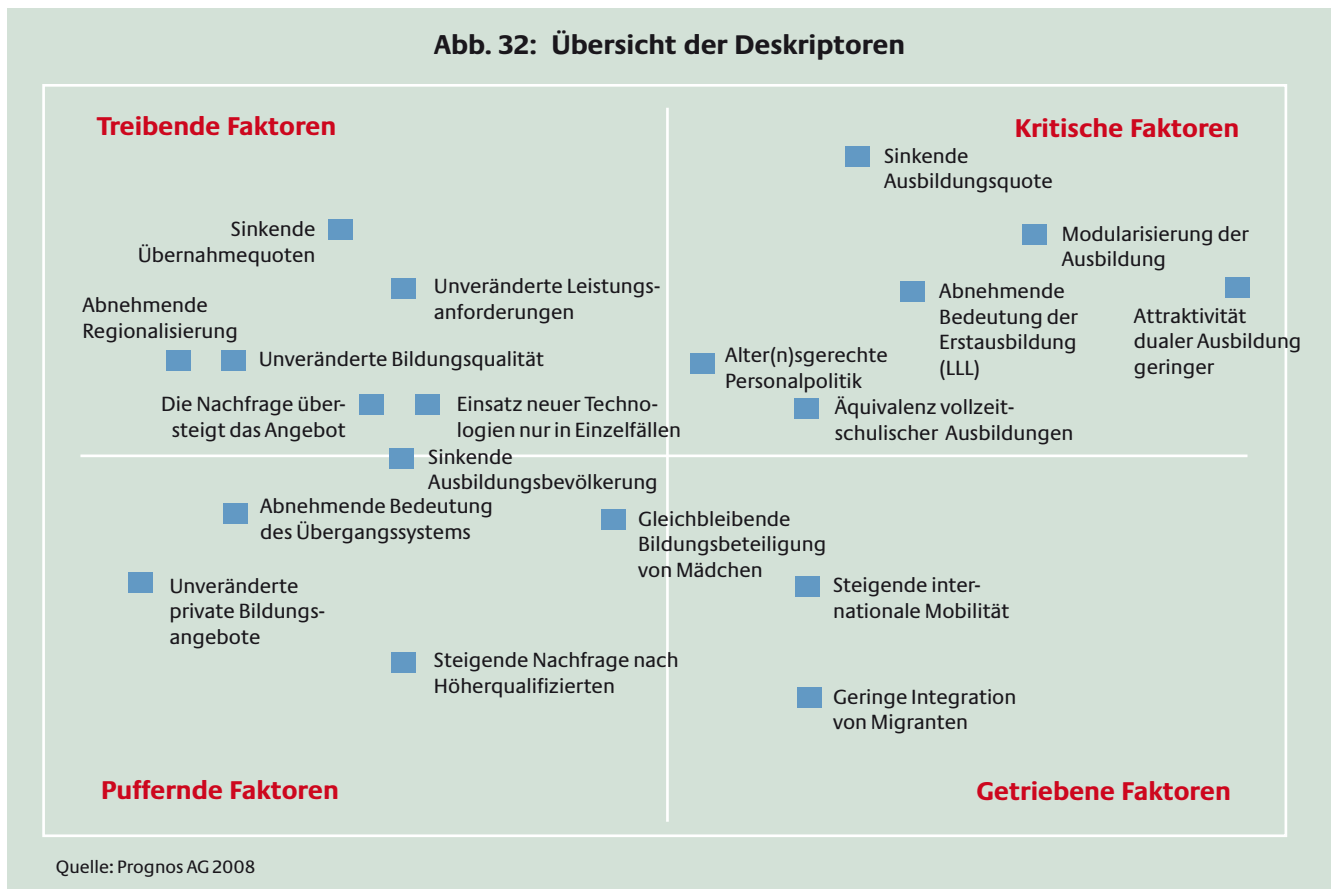 Abb. 32: Übersicht der Deskriptoren
Treibende Faktoren
Kritische Faktoren
Sinkende
Ausbildungsquote
Sinkende
Übernahmequoten
Modularisierung der
Ausbildung
Unveränderte Leistungs-
anforderungen
Abnehmende
Bedeutung der
Erstausbildung
(LLL)
Attraktivität
dualer Ausbildung
geringer
Abnehmende
Regionalisierung
Unveränderte Bildungsqualität
Alter(n)sgerechte
Personalpolitik
Die Nachfrage über-
steigt das Angebot
Einsatz neuer Techno-
logien nur in Einzelfällen
Äquivalenz vollzeit-
schulischer Ausbildungen
Sinkende
Ausbildungsbevölkerung
Abnehmende Bedeutung
des Übergangssystems
Gleichbleibende
Bildungsbeteiligung
von Mädchen
Unveränderte
private Bildungs-
angebote
Steigende inter-
nationale Mobilität
Steigende Nachfrage nach
Höherqualifizierten
Geringe Integration
von Migranten
Puffernde Faktoren
Getriebene Faktoren
Quelle: Prognos AG 2008